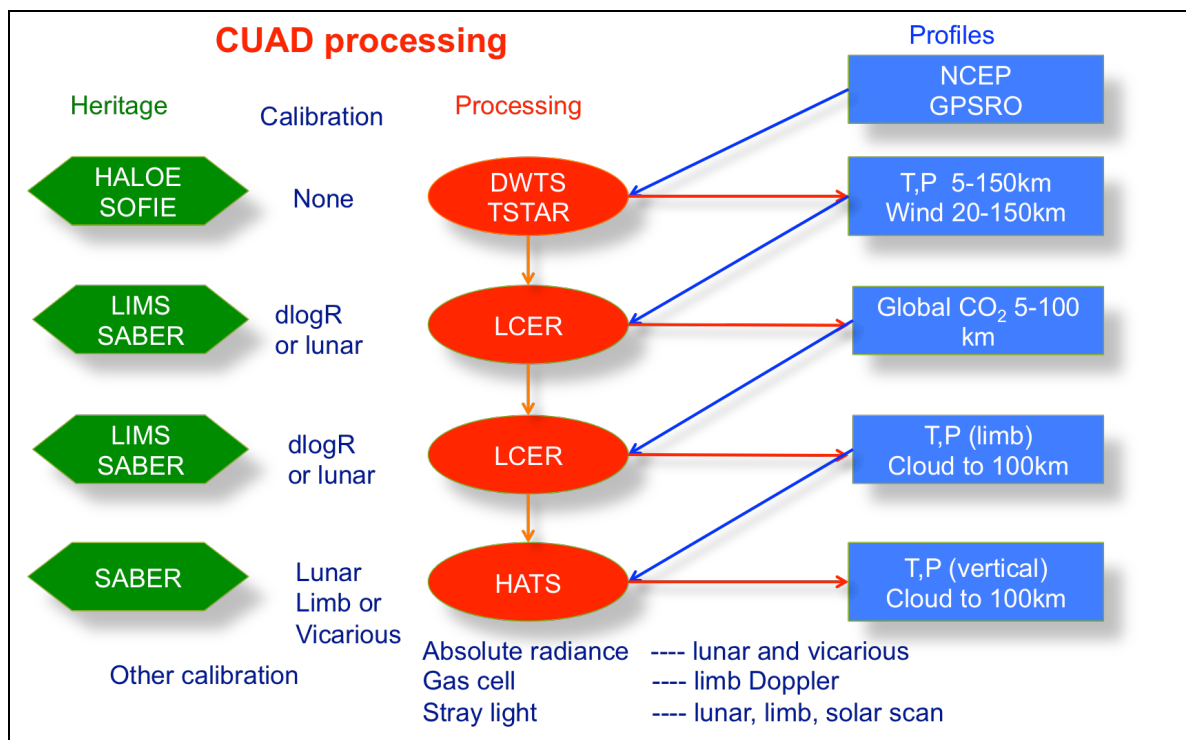 CUAD processing
Profiles
Heritage
Calibration
Processing
NCEP
GPSRO
HALOE
SOFIE
None
DWTS
TSTAR
T,P 5-150km
Wind 20-150km
LIMS
SABER
dlogR
or lunar
LCER
Global CO₂ 5-100
km
LIMS
SABER
dlogR
or lunar
LCER
T,P (limb)
Cloud to 100km
SABER
Lunar
Limb or
Vicarious
HATS
T,P (vertical)
Cloud to 100km
Other calibration
Absolute radiance ---- lunar and vicarious
Gas cell ---- limb Doppler
Stray light ---- lunar, limb, solar scan